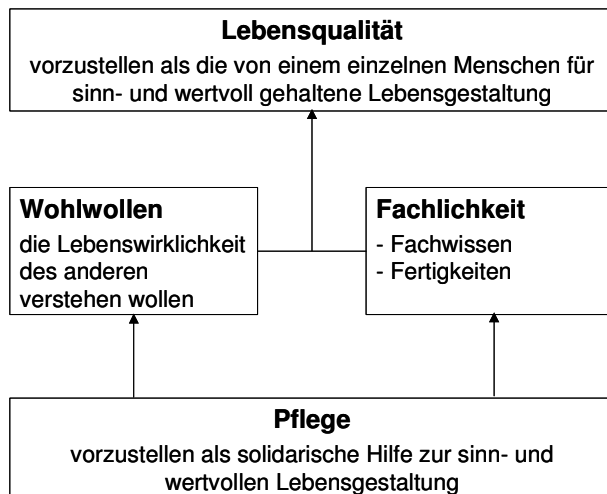 Lebensqualität
vorzustellen als die von einem einzelnen Menschen für
sinn- und wertvoll gehaltene Lebensgestaltung
Wohlwollen
die Lebenswirklichkeit
des anderen
verstehen wollen
Fachlichkeit
- Fachwissen
- Fertigkeiten
Pflege
vorzustellen als solidarische Hilfe zur sinn- und
wertvollen Lebensgestaltung